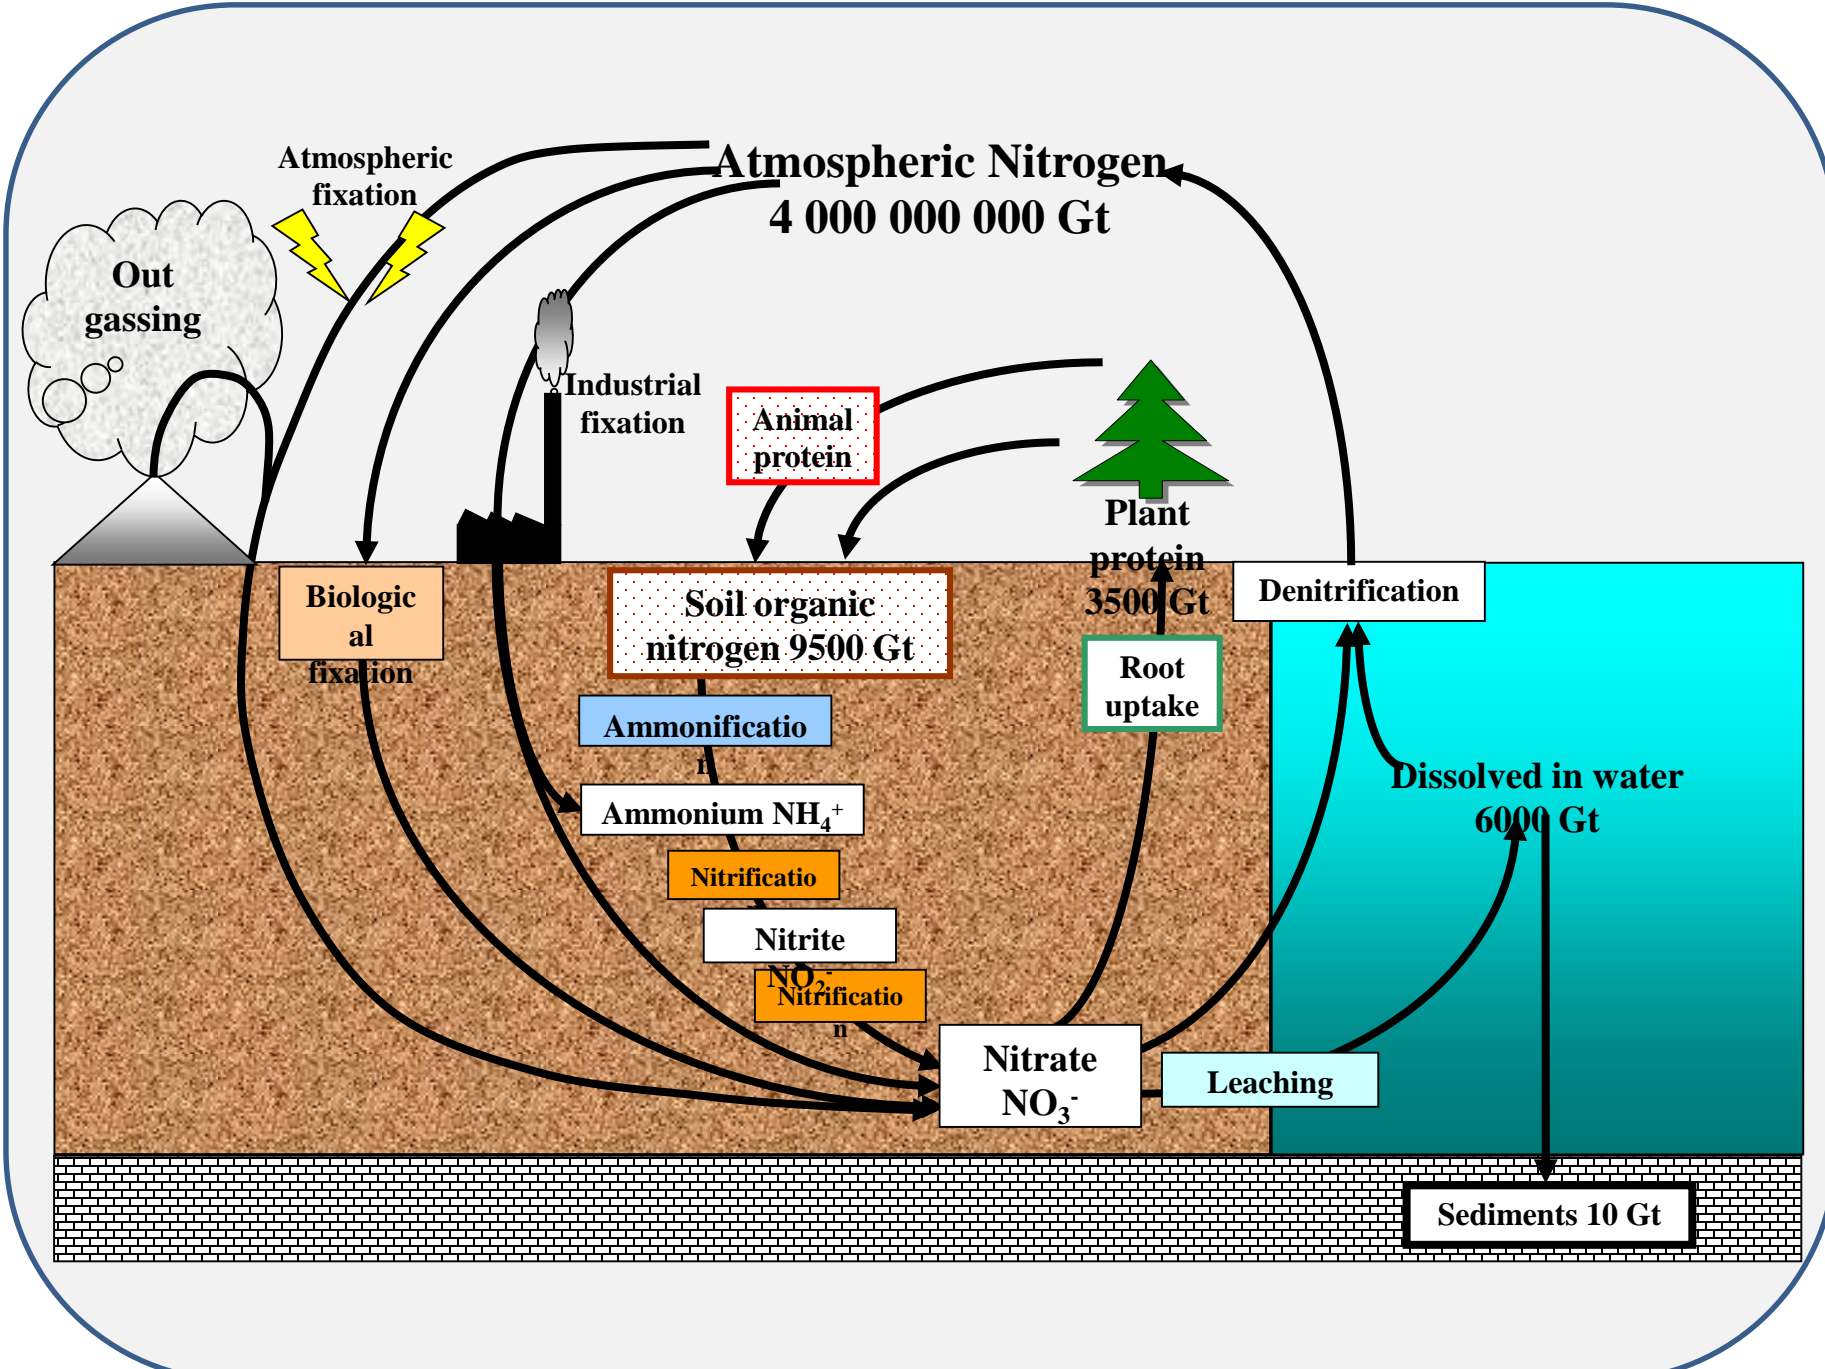 Atmospheric Nitrogen
4 000 000 000 Gt
Atmospheric
fixation
Out
gassing
Industrial
fixation
Animal
protein
Plant
protein
3500 Gt
Biologic
al
fixation
Soil organic
nitrogen 9500 Gt
Denitrification
Root
uptake
Ammonificatio
n
Ammonium NH₄⁺
Nitrificatio
Nitrite
NO₂⁻
Nitrificatio
n
Dissolved in water
6000 Gt
Nitrate
NO₃⁻
Leaching
Sediments 10 Gt